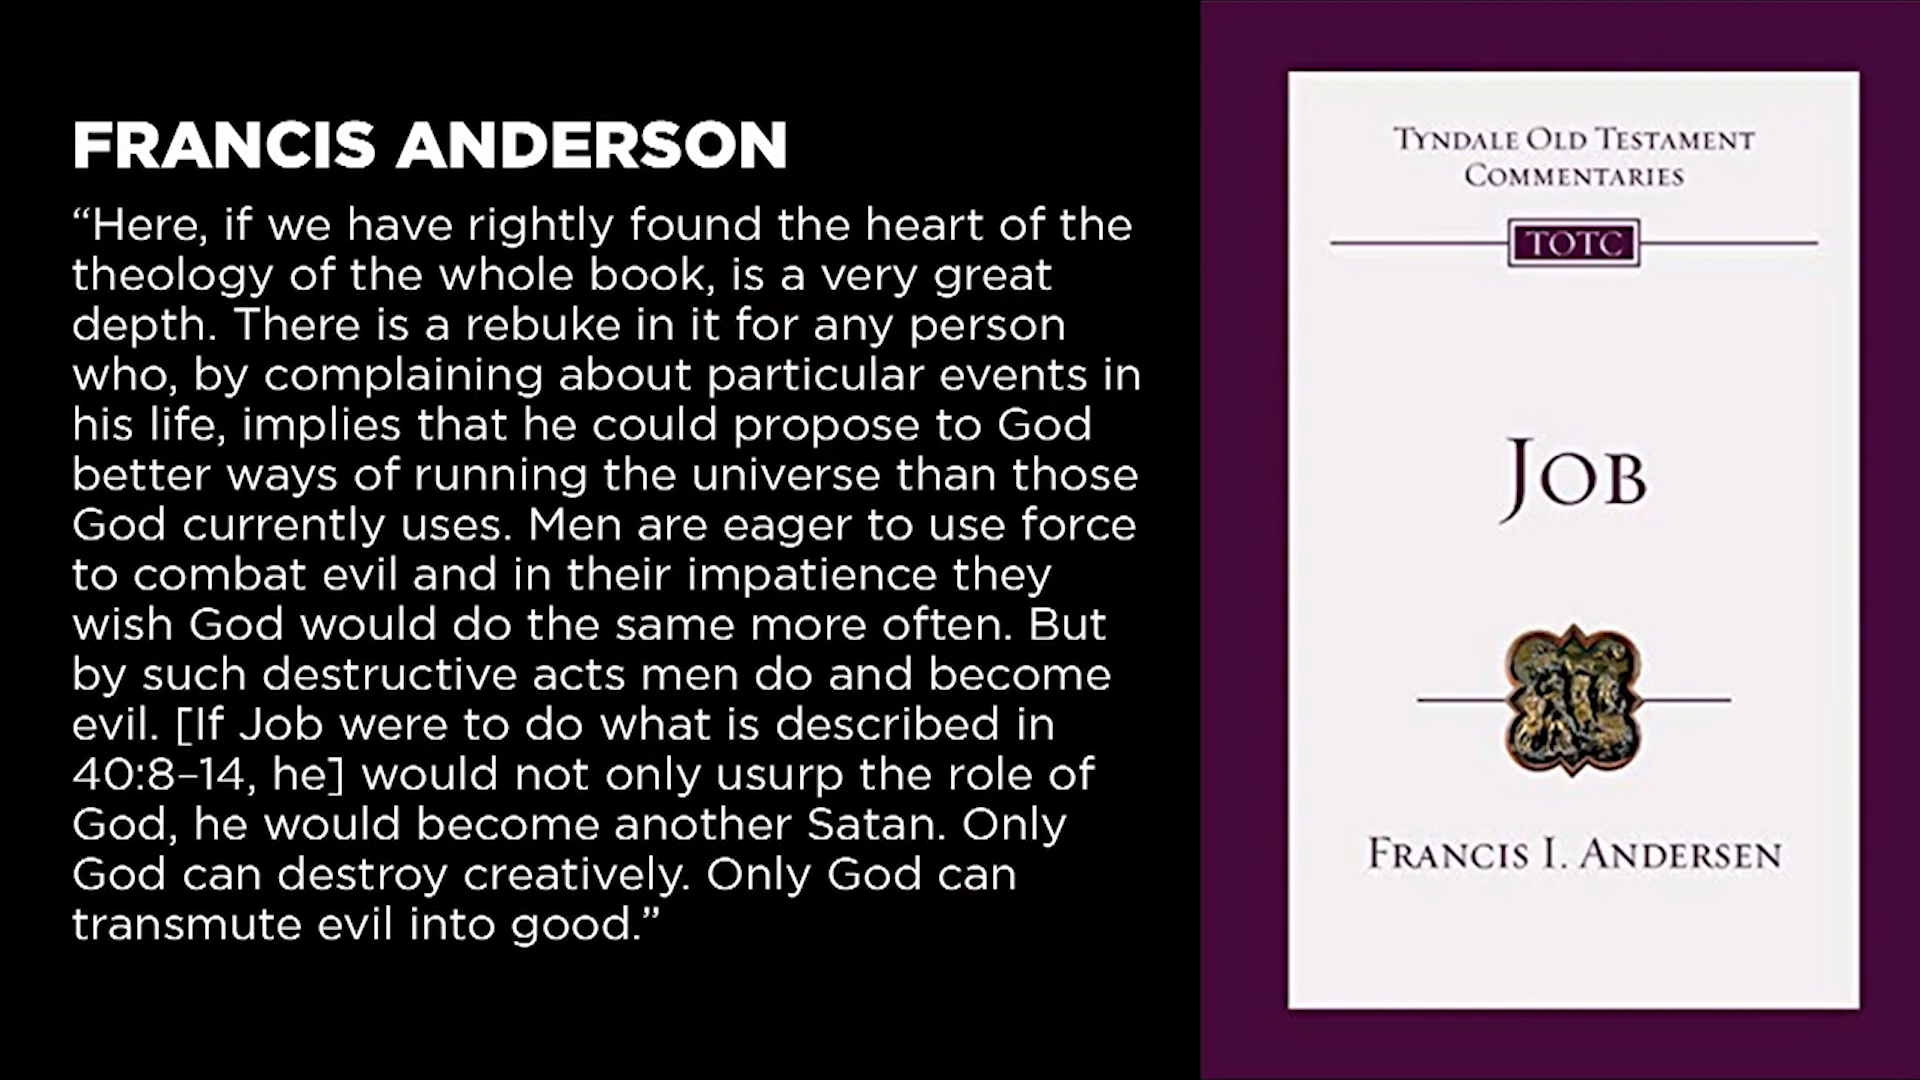 FRANCIS ANDERSON
“Here, if we have rightly found the heart of the
theology of the whole book, is a very great
depth. There is a rebuke in it for any person
who, by complaining about particular events in
his life, implies that he could propose to God
better ways of running the universe than those
God currently uses. Men are eager to use force
to combat evil and in their impatience they
wish God would do the same more often. But
by such destructive acts men do and become
evil. [If Job were to do what is described in
40:8–14, he] would not only usurp the role of
God, he would become another Satan. Only
God can destroy creatively. Only God can
transmute evil into good.”
TYNDALE OLD TESTAMENT
COMMENTARIES
TOTC
JOB
FRANCIS I. ANDERSEN